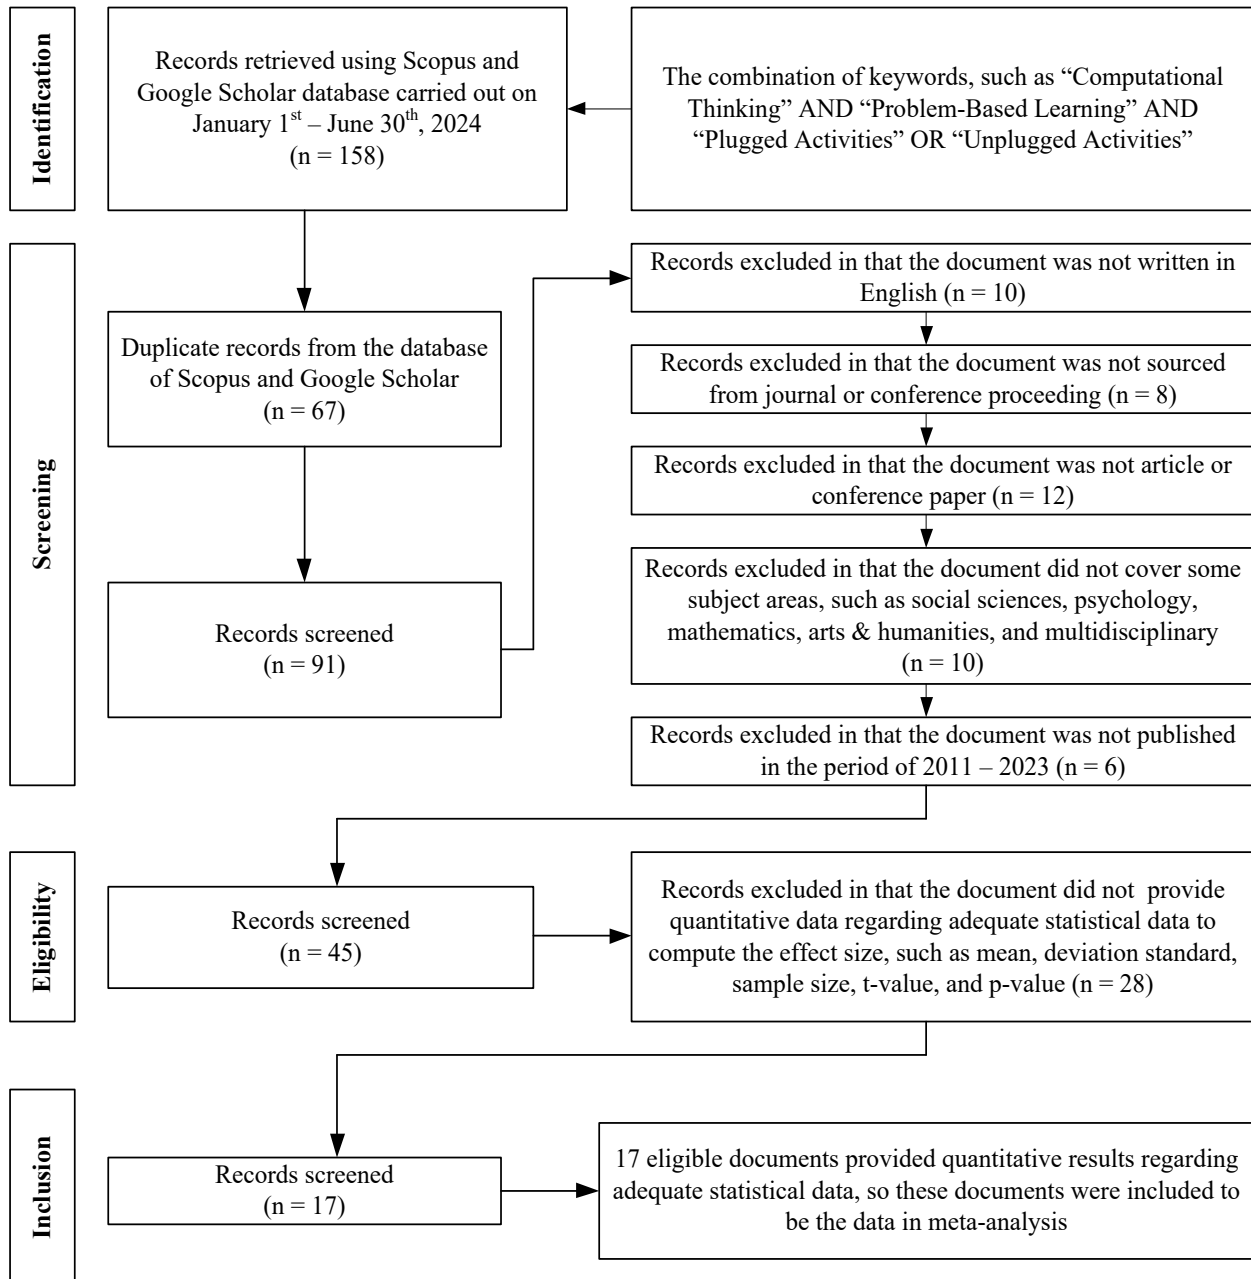 Identification
Records retrieved using Scopus and
Google Scholar database carried out on
January 1st – June 30th, 2024
(n = 158)
The combination of keywords, such as “Computational
Thinking” AND “Problem-Based Learning” AND
“Plugged Activities” OR “Unplugged Activities”
Screening
Duplicate records from the database
of Scopus and Google Scholar
(n = 67)
Records screened
(n = 91)
Records excluded in that the document was not written in
English (n = 10)
Records excluded in that the document was not sourced
from journal or conference proceeding (n = 8)
Records excluded in that the document was not article or
conference paper (n = 12)
Records excluded in that the document did not cover some
subject areas, such as social sciences, psychology,
mathematics, arts & humanities, and multidisciplinary
(n = 10)
Records excluded in that the document was not published
in the period of 2011 – 2023 (n = 6)
Eligibility
Records screened
(n = 45)
Records excluded in that the document did not provide
quantitative data regarding adequate statistical data to
compute the effect size, such as mean, deviation standard,
sample size, t-value, and p-value (n = 28)
Inclusion
Records screened
(n = 17)
17 eligible documents provided quantitative results regarding
adequate statistical data, so these documents were included to
be the data in meta-analysis